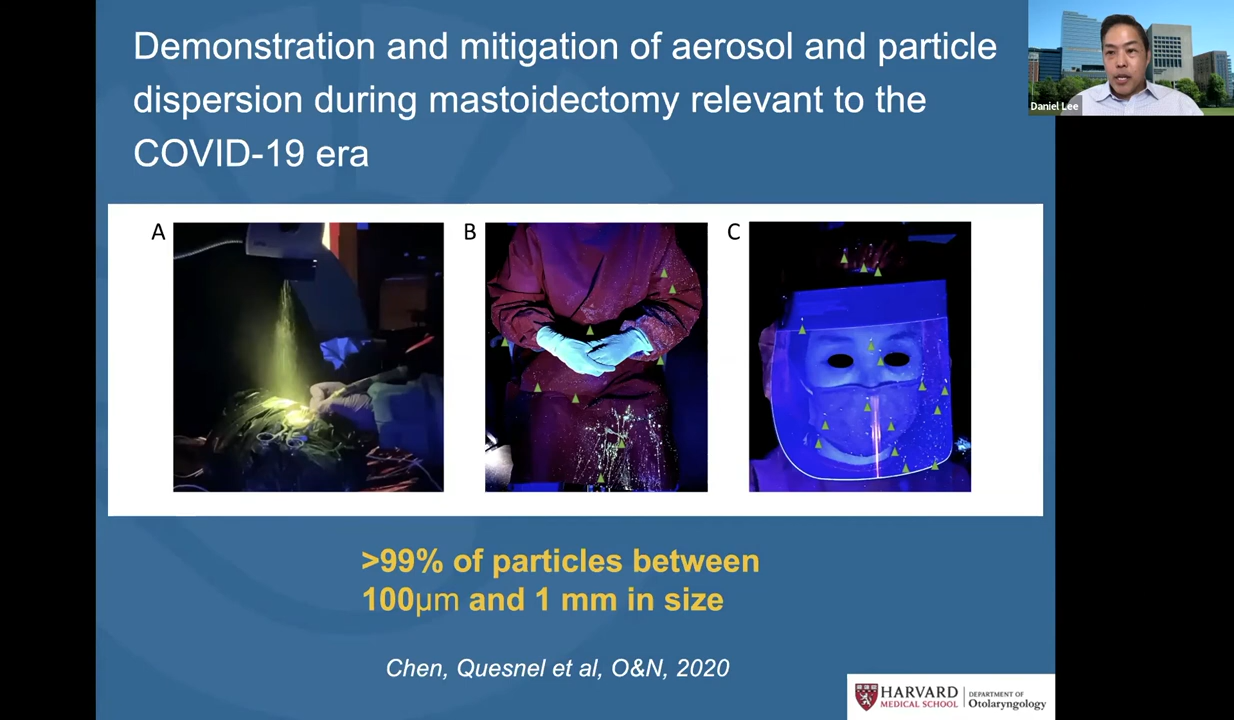 Demonstration and mitigation of aerosol and particle
dispersion during mastoidectomy relevant to the
COVID-19 era
Daniel Lee
A
B
C
>99% of particles between
100µm and 1 mm in size
Chen, Quesnel et al, O&N, 2020
HARVARD
MEDICAL SCHOOL
DEPARTMENT OF
Otolaryngology